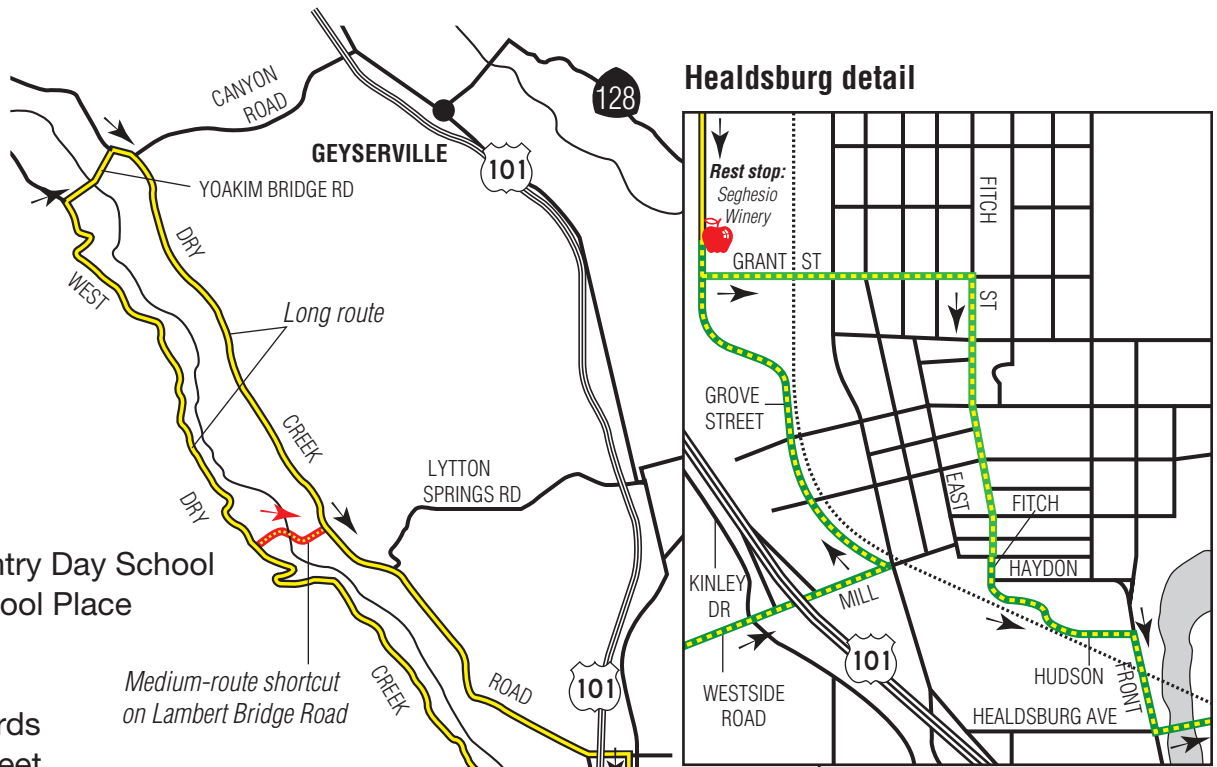 CANYON
ROAD
128
GEYSERVILLE
101
YOAKIM BRIDGE RD
DRY
WEST
Long route
CREEK
LYTTON
SPRINGS RD
DRY
ntry Day School
ool Place
Medium-route shortcut
on Lambert Bridge Road
CREEK
ROAD
101
rds
eet
Healdsburg detail
Rest stop:
Seghesio
Winery
FITCH
GRANT ST
ST
GROVE
STREET
EAST
FITCH
HAYDON
KINLEY
DR
MILL
101
HUDSON
FRONT
WESTSIDE
ROAD
HEALDSBURG AVE